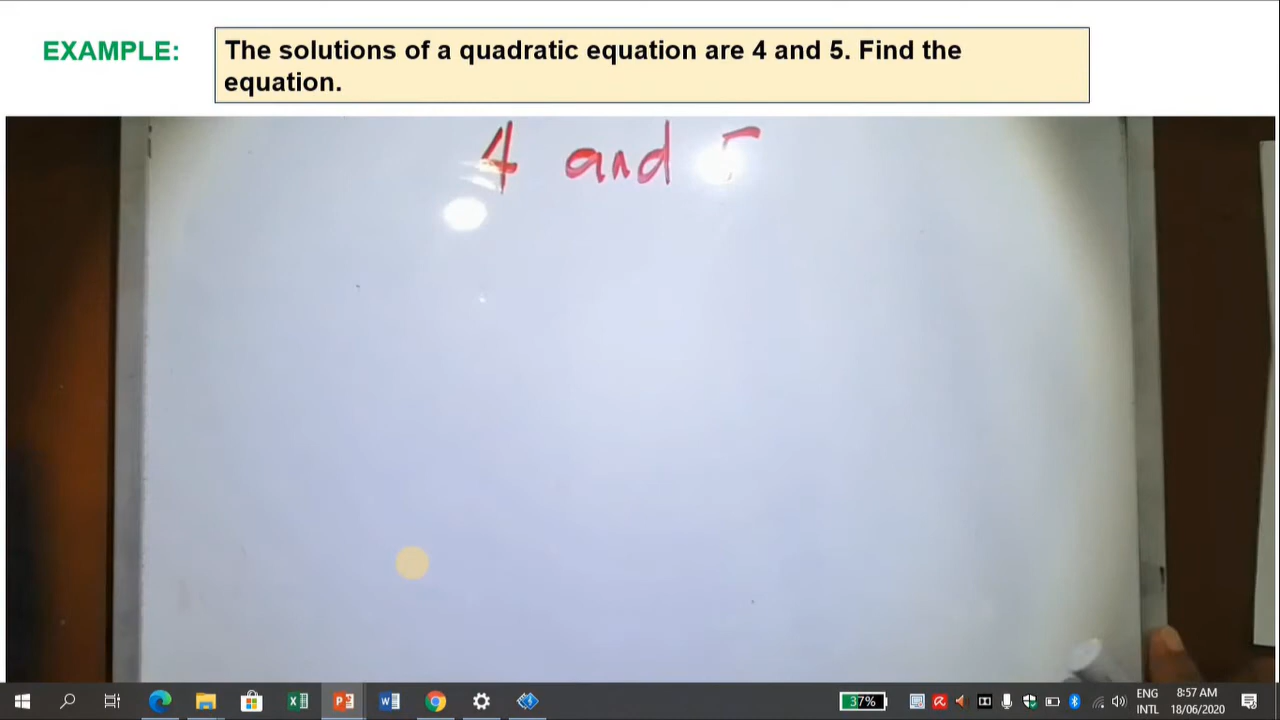 EXAMPLE:
The solutions of a quadratic equation are 4 and 5. Find the
equation.
4 and 5
37%
ENG
INTL
8:57 AM
18/06/2020